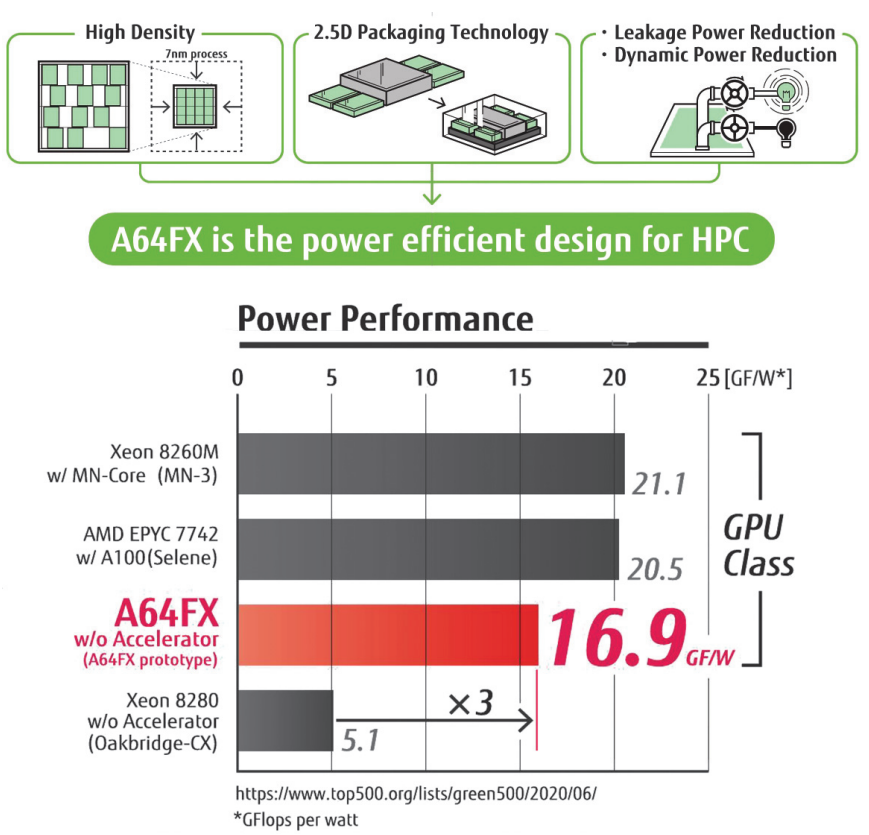 High Density
7nm process
2.5D Packaging Technology
・Leakage Power Reduction
・Dynamic Power Reduction
A64FX is the power efficient design for HPC
Power Performance
0 5 10 15 20 25 [GF/W*]
Xeon 8260M
w/ MN-Core (MN-3)
21.1
AMD EPYC 7742
w/ A100(Selene)
20.5
GPU
Class
A64FX
w/o Accelerator
(A64FX prototype)
16.9 GF/W
Xeon 8280
w/o Accelerator
(Oakbridge-CX)
5.1
×3
https://www.top500.org/lists/green500/2020/06/
*GFlops per watt